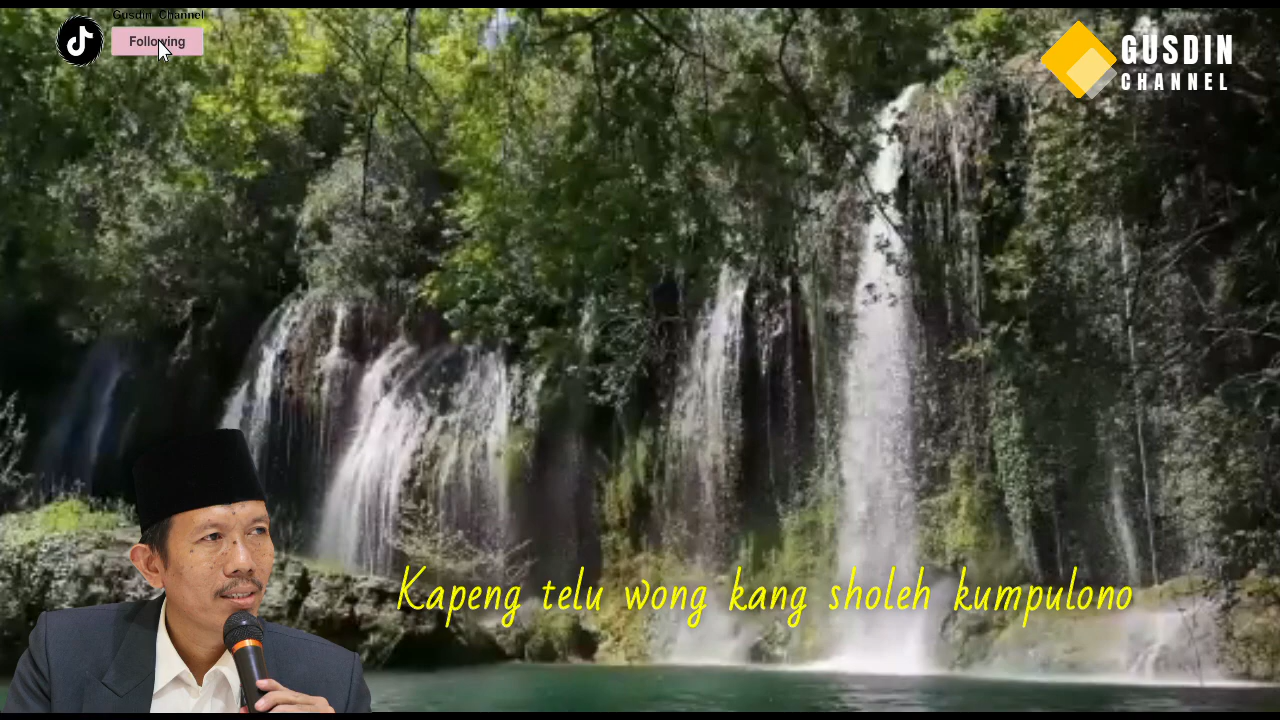 Gusdin Channel
Following
GUSDIN
CHANNEL
Kapeng telu wong kang sholeh kumpulono